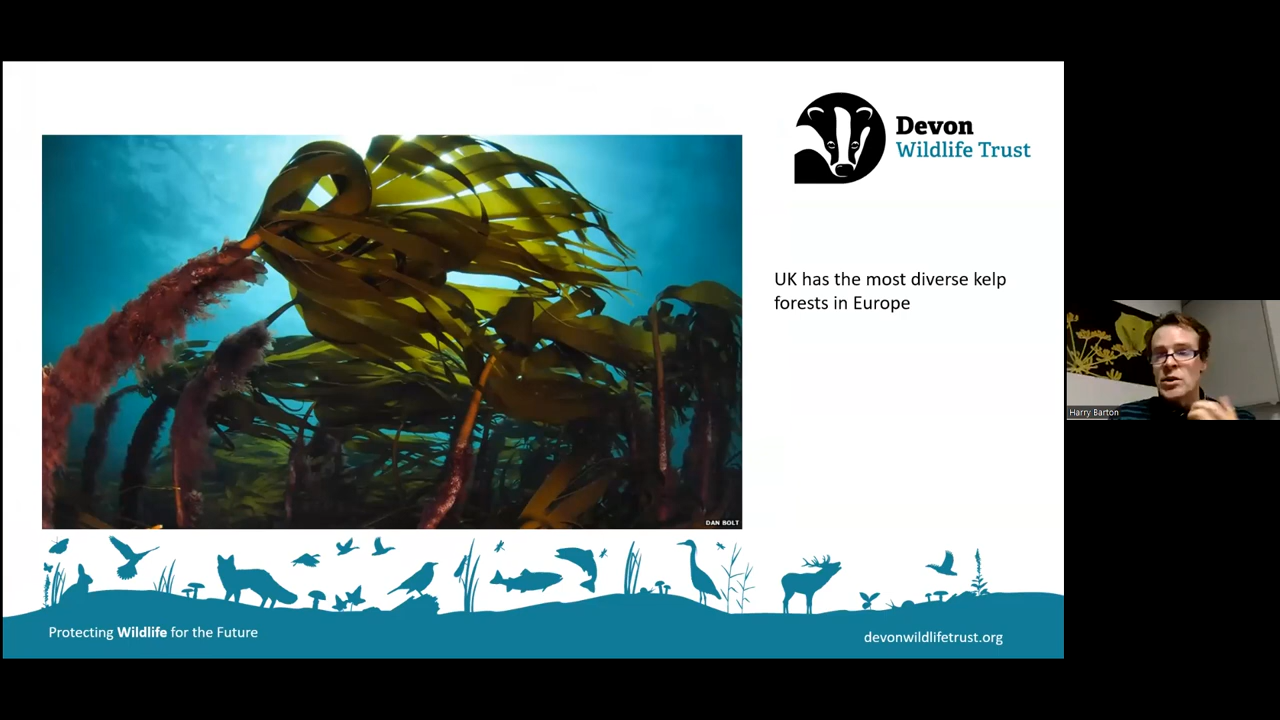 Devon
Wildlife Trust
UK has the most diverse kelp
forests in Europe
Harry Barton
DAN BOLT
Protecting Wildlife for the Future
devonwildlifetrust.org